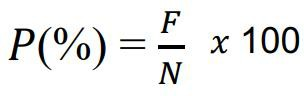 P(%) = F/N x 100